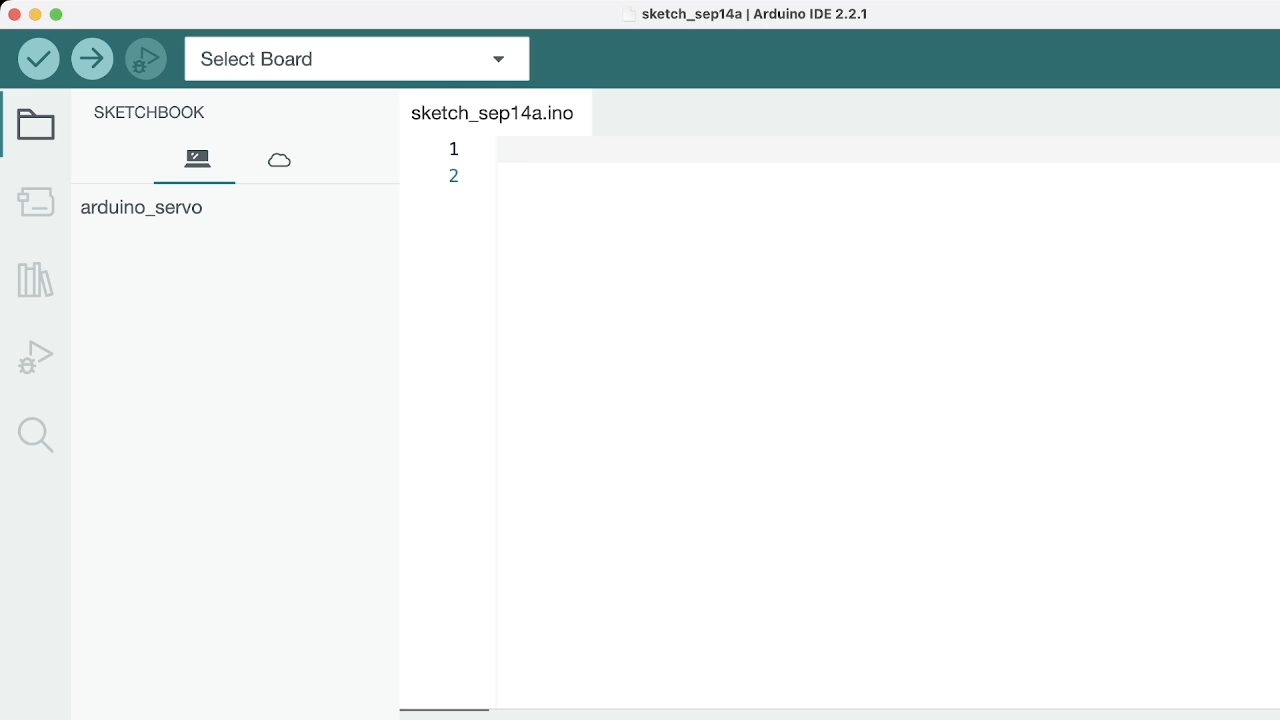 sketch_sep14a | Arduino IDE 2.2.1
Select Board
SKETCHBOOK
sketch_sep14a.ino
1
2
arduino_servo